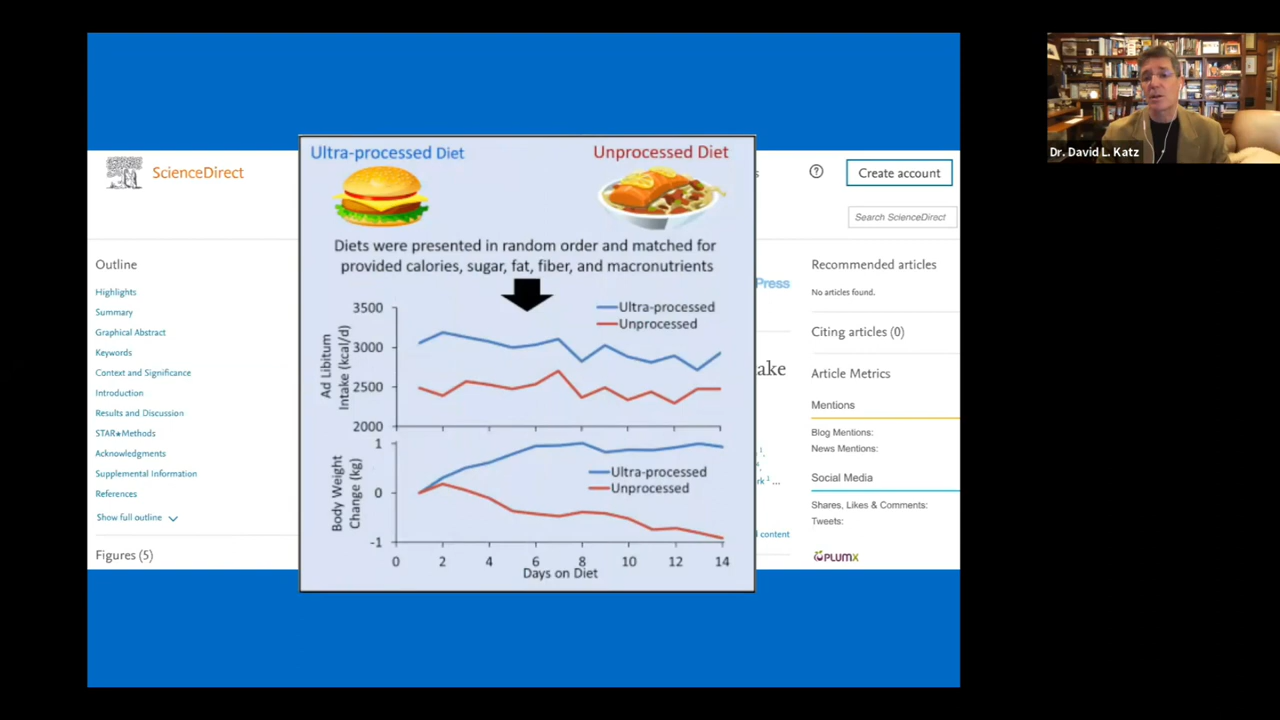 ScienceDirect
Outline
Highlights
Summary
Graphical Abstract
Keywords
Context and Significance
Introduction
Results and Discussion
STAR★Methods
Acknowledgments
Supplemental Information
References
Show full outline
Figures (5)
Ultra-processed Diet
Unprocessed Diet
Diets were presented in random order and matched for
provided calories, sugar, fat, fiber, and macronutrients
Ad Libitum
Intake (kcal/d)
3500
3000
2500
2000
Ultra-processed
Unprocessed
Body Weight
Change (kg)
1
0
-1
Ultra-processed
Unprocessed
0 2 4 6 8 10 12 14
Days on Diet
s
Press
ake
rk 1 ...
d content
?
Create account
Search ScienceDirect
Recommended articles
No articles found.
Citing articles (0)
Article Metrics
Mentions
Blog Mentions:
News Mentions:
Social Media
Shares, Likes & Comments:
Tweets:
PLUMX
Dr. David L. Katz